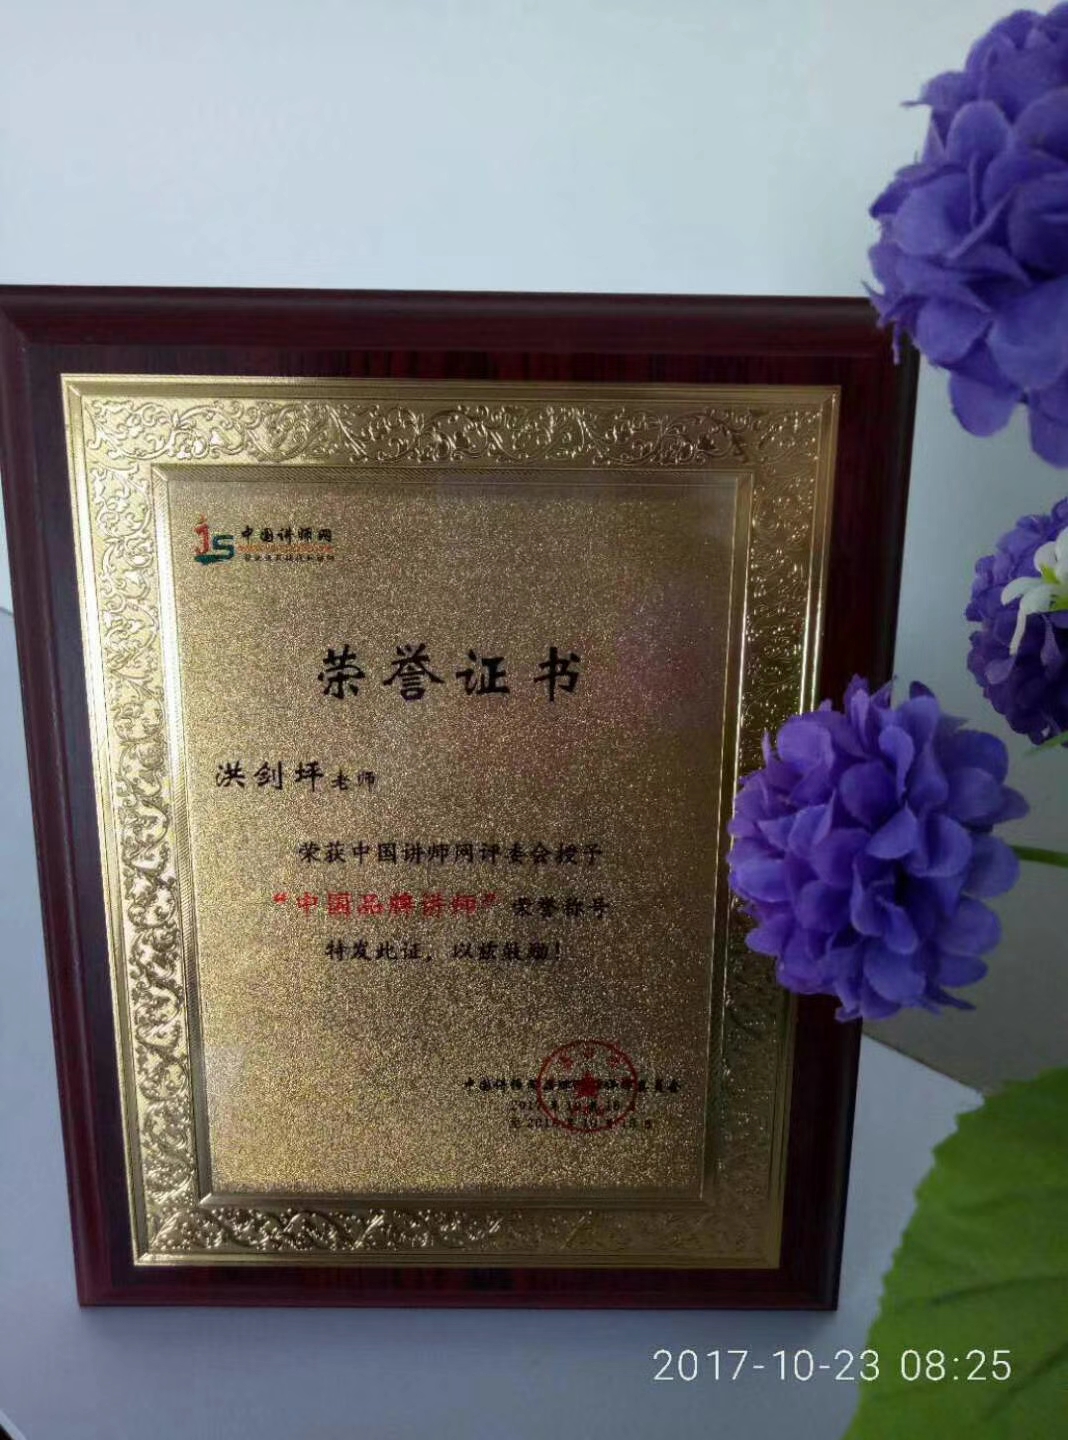 中国讲师网
荣誉证书
洪剑坪老师
荣获中国讲师网评委会授予
“中国品牌讲师”荣誉称号
特发此证，以兹鼓励！
2017-10-23 08:25